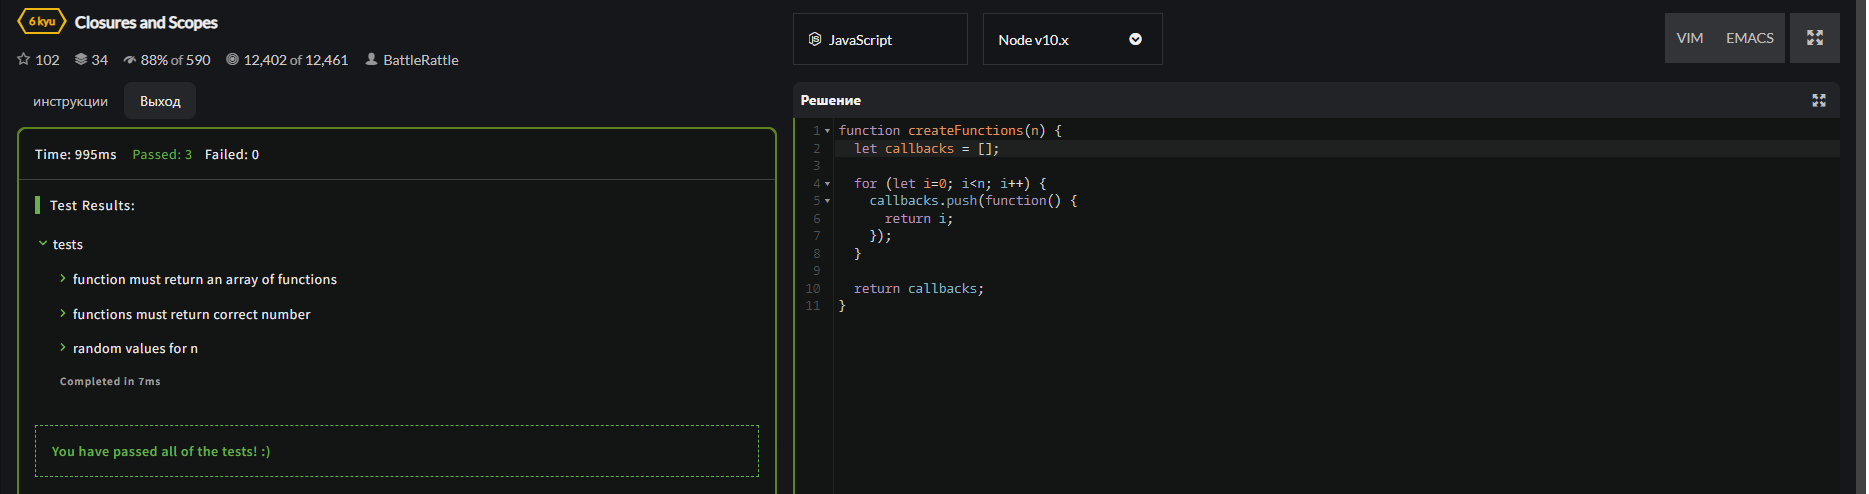 6 kyu Closures and Scopes
102 34 88% of 590 12,402 of 12,461 BattleRattle
инструкции Выход
Time: 995ms Passed: 3 Failed: 0
Test Results:
tests
function must return an array of functions
functions must return correct number
random values for n
Completed in 7ms
You have passed all of the tests! :)
JavaScript Node v10.x VIM EMACS
Решение
1 function createFunctions(n) {
2 let callbacks = [];
3
4 for (let i=0; i<n; i++) {
5 callbacks.push(function() {
6 return i;
7 });
8 }
9
10 return callbacks;
11 }